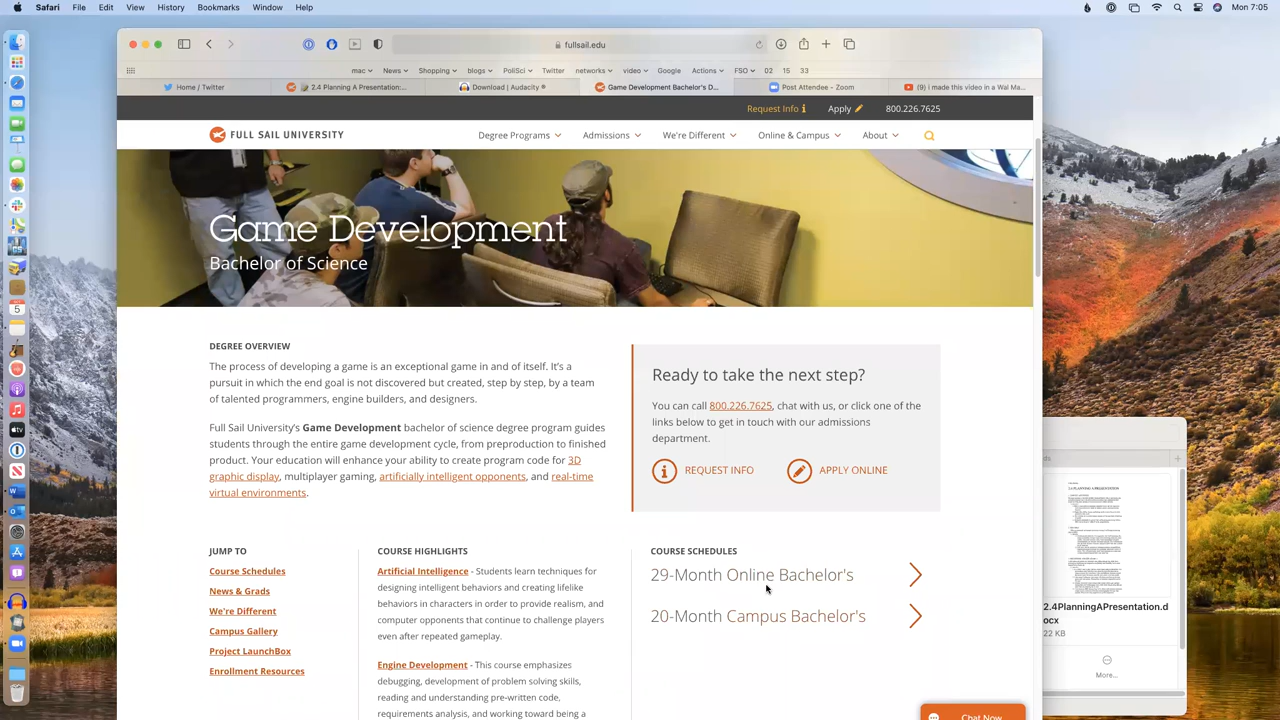 Safari File Edit View History Bookmarks Window Help Mon 7:05
fullsail.edu
mac News Shopping blogs PoliSci Twitter networks video Google Actions FSO 02 15 33
Home / Twitter 2.4 Planning A Presentation:... Download | Audacity ® Game Development Bachelor's D... Post Attendee - Zoom (9) i made this video in a Wal Ma...
Request Info Apply 800.226.7625
FULL SAIL UNIVERSITY Degree Programs Admissions We're Different Online & Campus About
Game Development
Bachelor of Science
DEGREE OVERVIEW
The process of developing a game is an exceptional game in and of itself. It's a
pursuit in which the end goal is not discovered but created, step by step, by a team
of talented programmers, engine builders, and designers.
Full Sail University's Game Development bachelor of science degree program guides
students through the entire game development cycle, from preproduction to finished
product. Your education will enhance your ability to create program code for 3D
graphic display, multiplayer gaming, artificially intelligent opponents, and real-time
virtual environments.
Ready to take the next step?
You can call 800.226.7625, chat with us, or click one of the
links below to get in touch with our admissions
department.
REQUEST INFO APPLY ONLINE
JUMP TO
Course Schedules
News & Grads
We're Different
Campus Gallery
Project LaunchBox
Enrollment Resources
COURSE HIGHLIGHTS
Artificial Intelligence - Students learn techniques for
designing intelligent behaviors and creating lifelike
behaviors in characters in order to provide realism, and
computer opponents that continue to challenge players
even after repeated gameplay.
Engine Development - This course emphasizes
debugging, development of problem solving skills,
reading and understanding pre-written code,
requirements analysis, and working toward being a
COURSE SCHEDULES
29-Month Online Bachelor's
20-Month Campus Bachelor's
Chat Now
2.4PlanningAPresentation.d
ocx
22 KB
More...